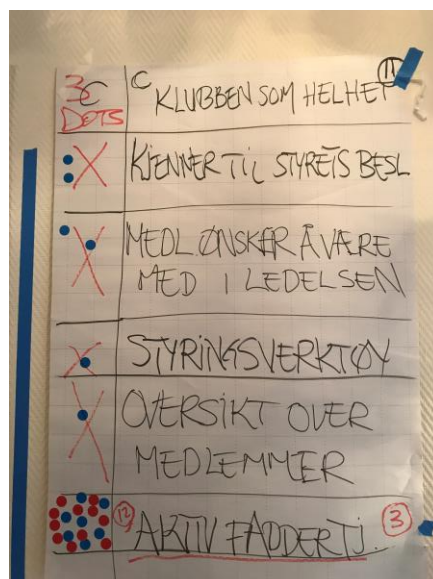 3C DOTS
C KLUBBEN SOM HELHET 11
KJENNER TIL STYRETS BESL
MEDL ØNSKER Å VÆRE
MED I LEDELSEN
STYRINGSVERKTØY
OVERSIKT OVER
MEDLEMMER
12 AKTIV FADDERTJ. 3